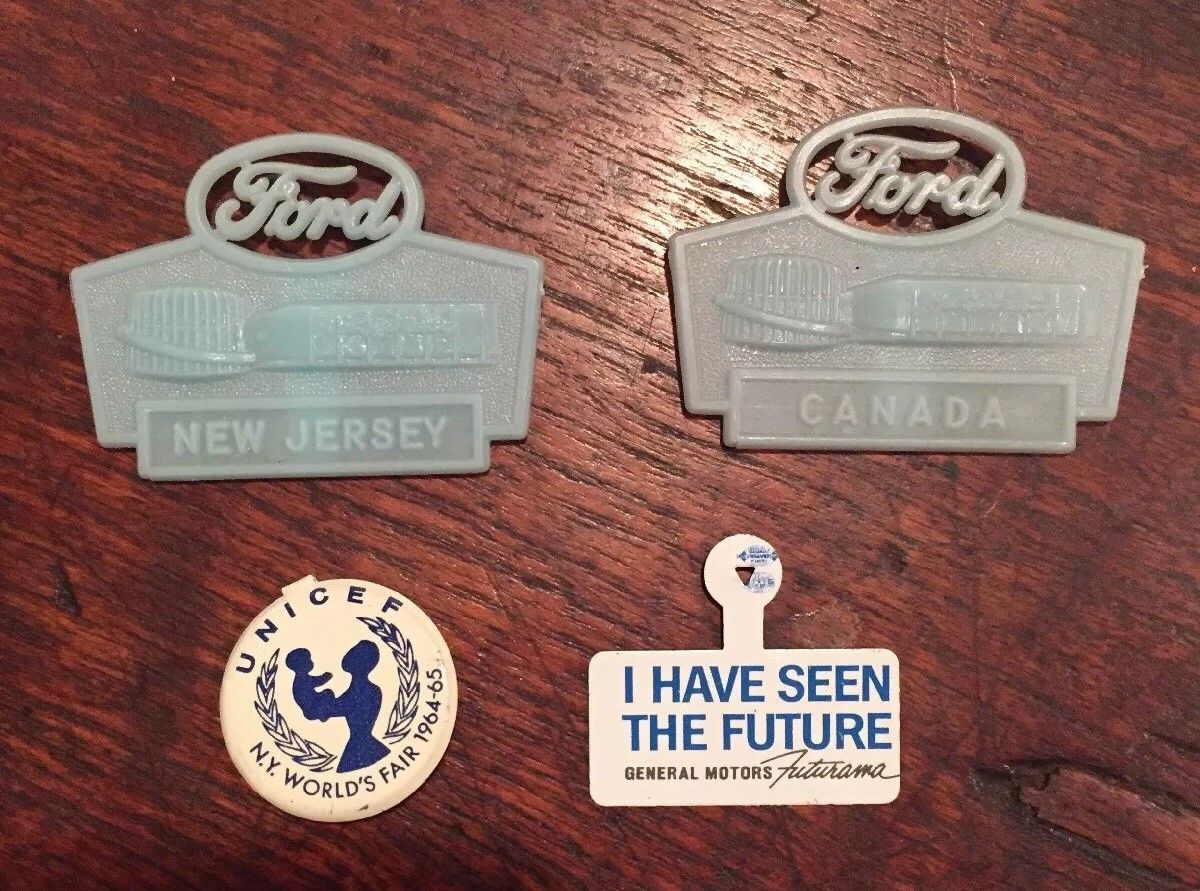 Ford
NEW JERSEY
Ford
CANADA
UNICEF
N.Y. WORLD'S FAIR 1964-65
I HAVE SEEN
THE FUTURE
GENERAL MOTORS Futurama